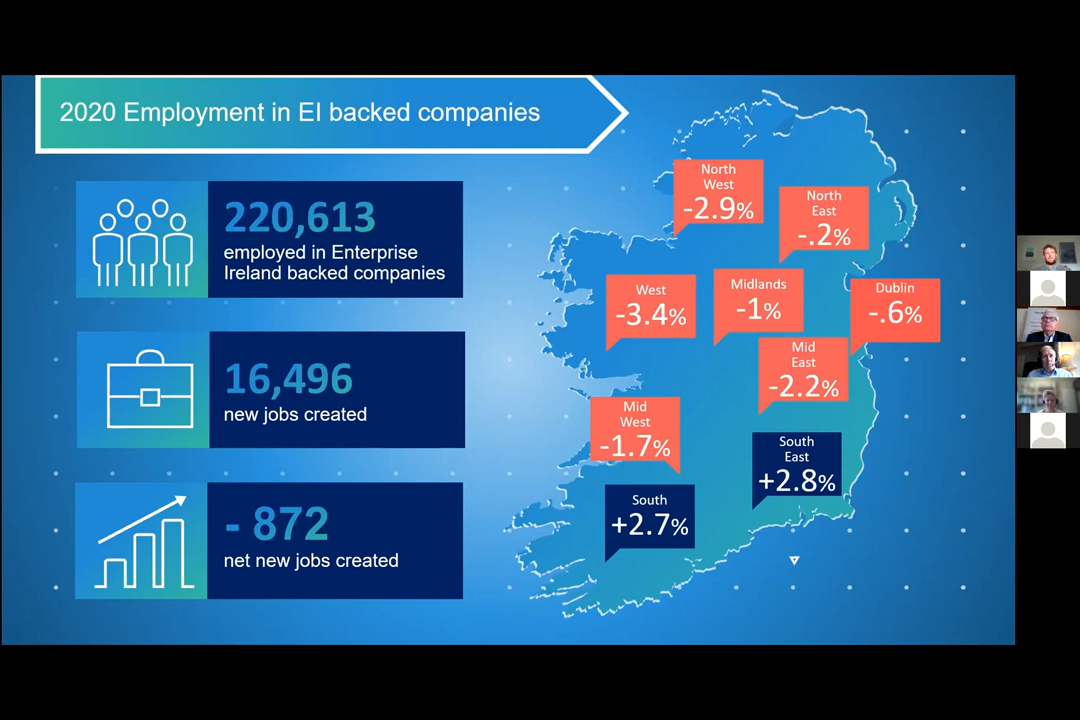 2020 Employment in EI backed companies
220,613
employed in Enterprise
Ireland backed companies
16,496
new jobs created
- 872
net new jobs created
North
West
-2.9%
North
East
-.2%
West
-3.4%
Midlands
-1%
Dublin
-.6%
Mid
East
-2.2%
Mid
West
-1.7%
South
East
+2.8%
South
+2.7%